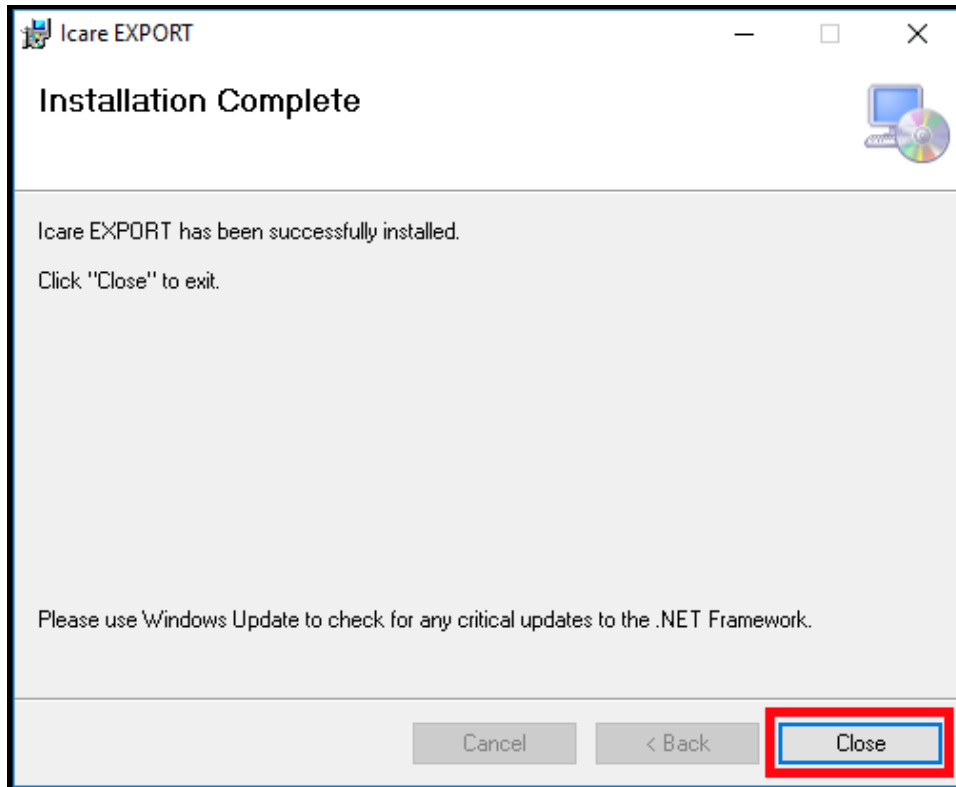 Icare EXPORT
Installation Complete
Icare EXPORT has been successfully installed.
Click "Close" to exit.
Please use Windows Update to check for any critical updates to the .NET Framework.
Cancel
< Back
Close